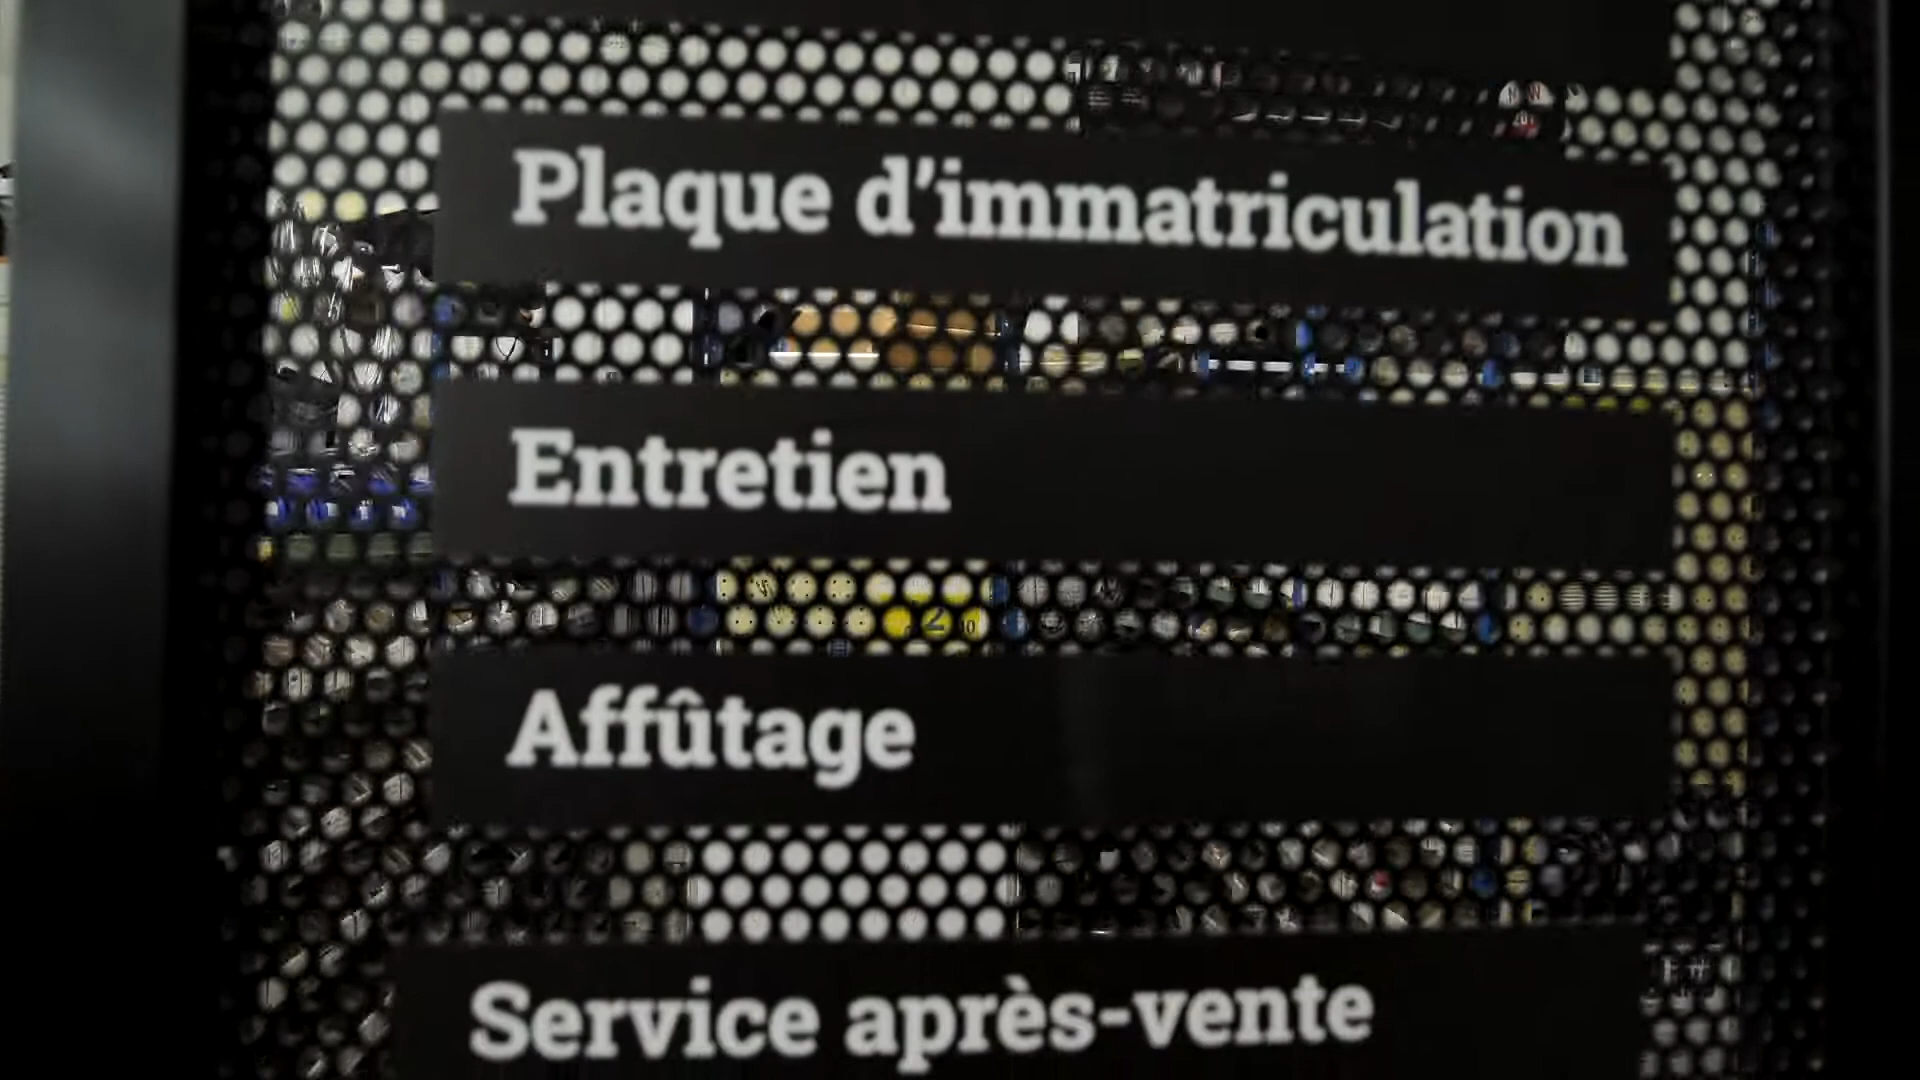 Plaque d’immatriculation
Entretien
Affûtage
Service après-vente